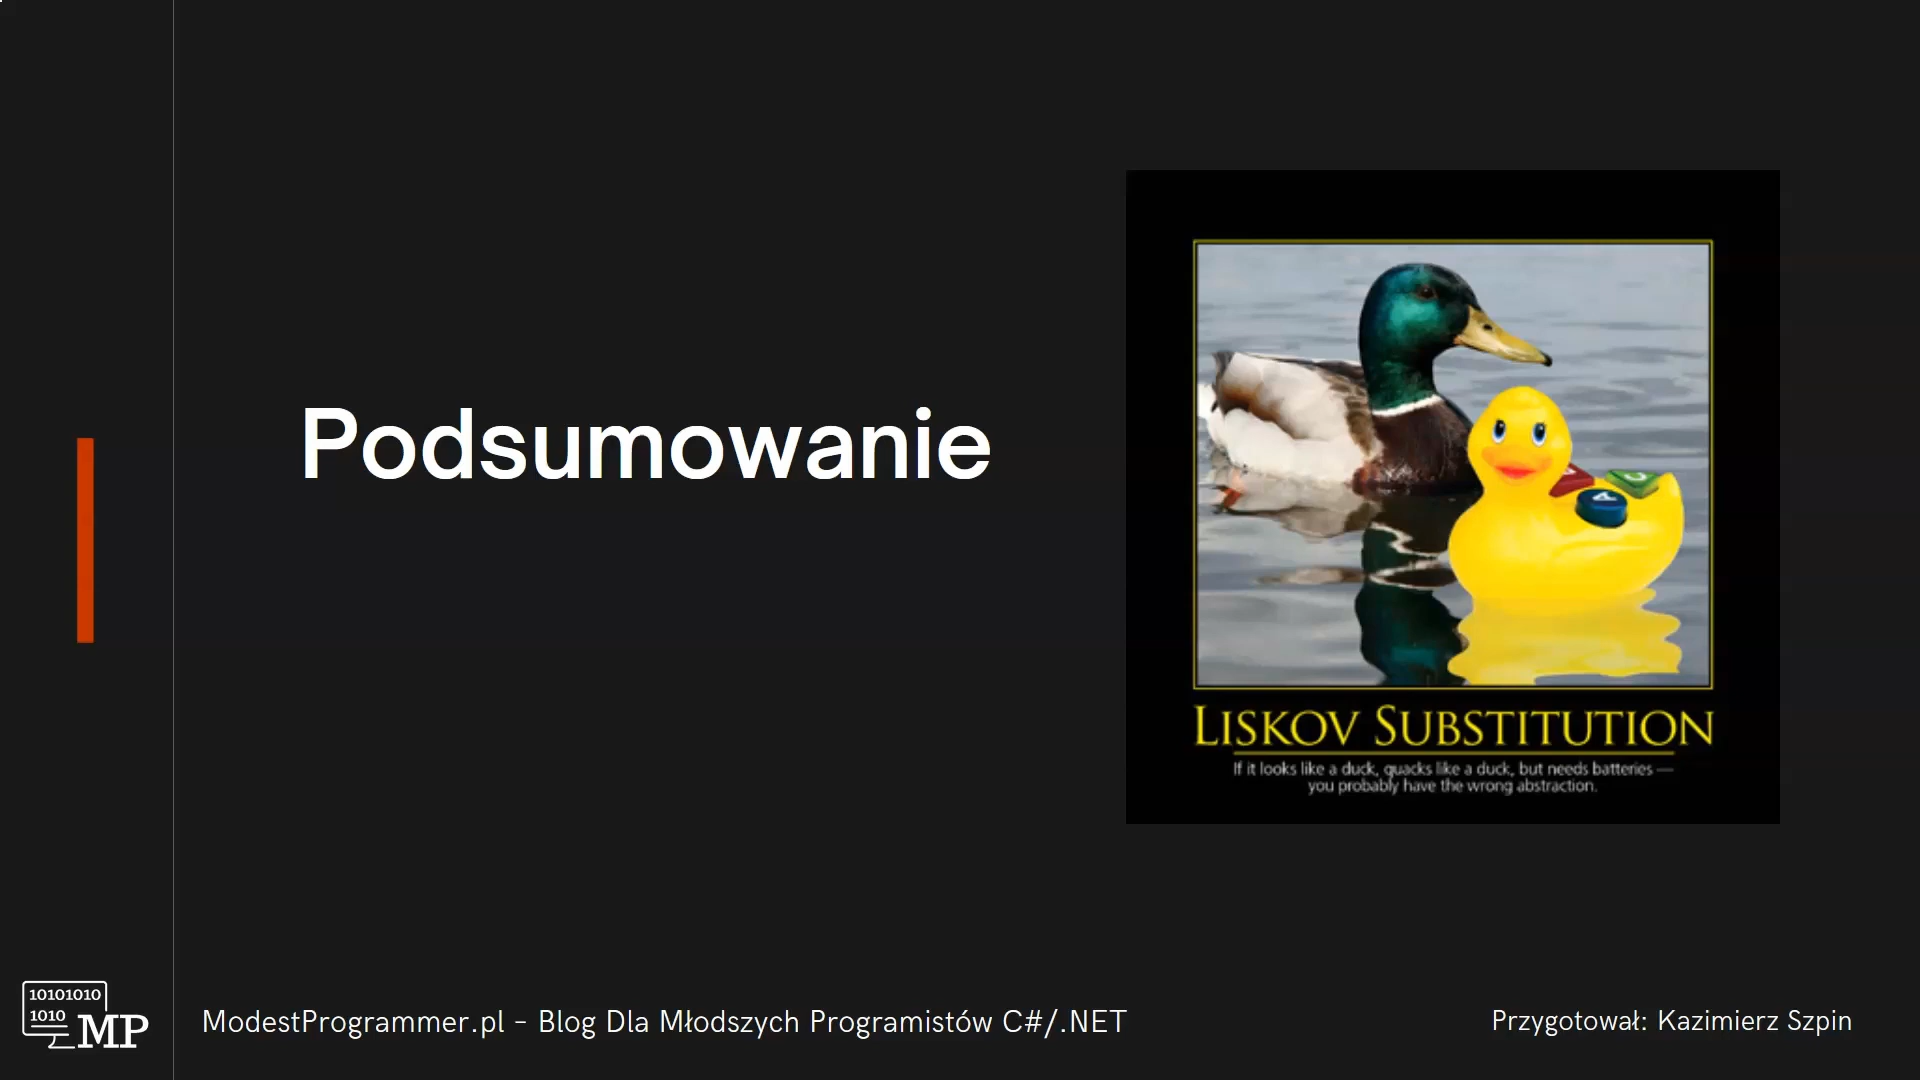 Podsumowanie
LISKOV SUBSTITUTION
If it looks like a duck, quacks like a duck, but needs batteries —
you probably have the wrong abstraction.
10101010
1010
MP
ModestProgrammer.pl – Blog Dla Młodszych Programistów C#/.NET
Przygotował: Kazimierz Szpin